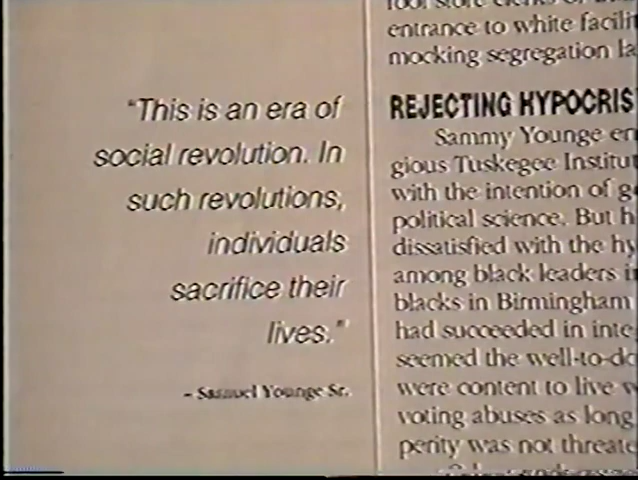 "This is an era of
social revolution. In
such revolutions,
individuals
sacrifice their
lives."
– Samuel Younge Sr.
entrance to white facilit
mocking segregation la
REJECTING HYPOCRIS
Sammy Younge en
gious Tuskegee Institut
with the intention of g
political science. But h
dissatisfied with the hy
among black leaders i
blacks in Birmingham
had succeeded in inte
seemed the well-to-do
were content to live w
voting abuses as long
perity was not threate